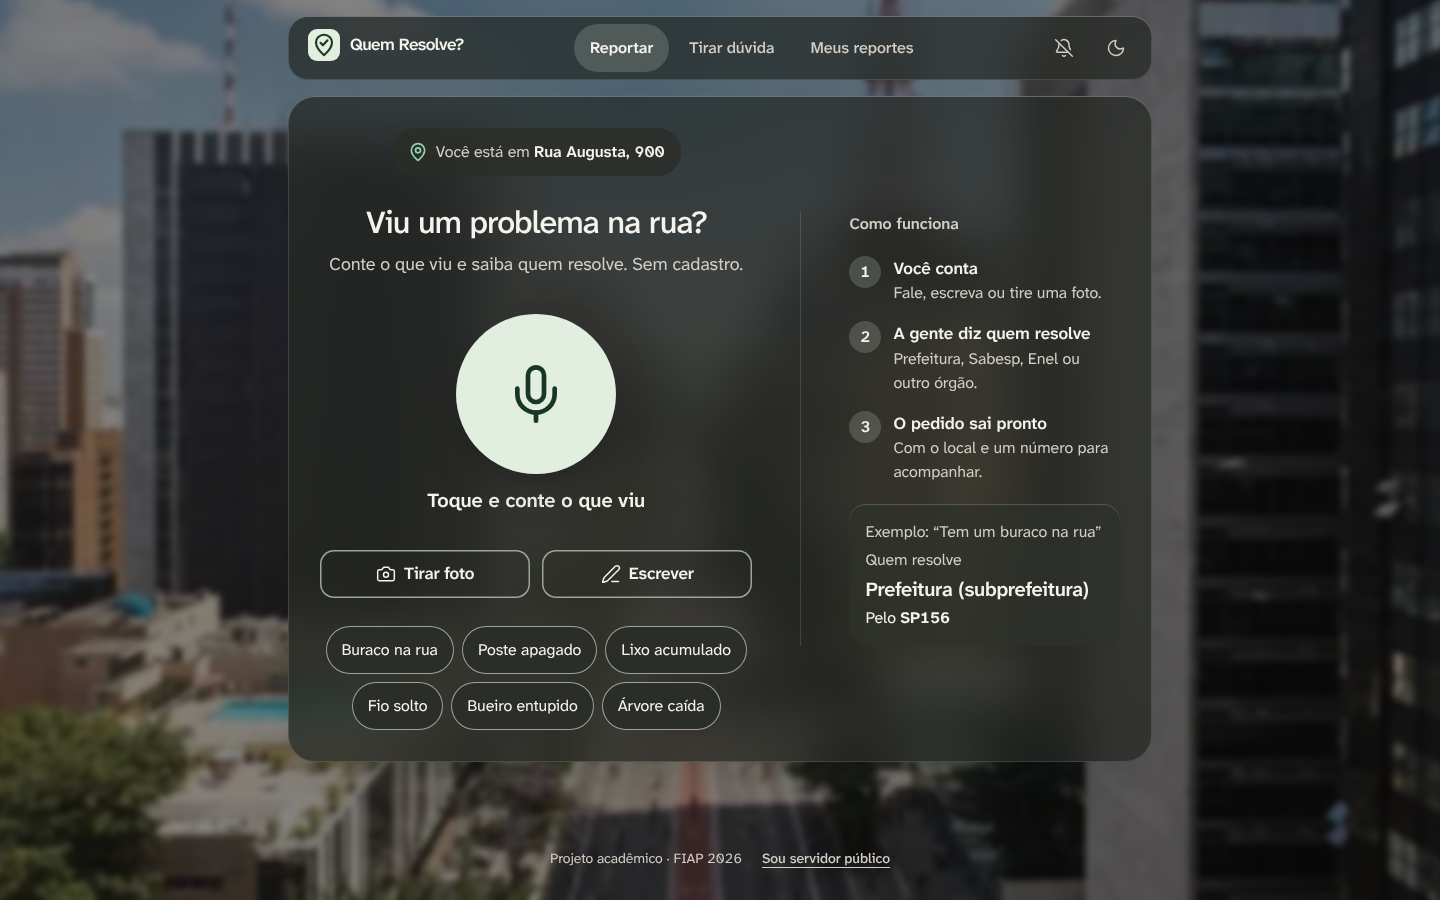 Quem Resolve?
Reportar
Tirar dúvida
Meus reportes
Você está em Rua Augusta, 900
Viu um problema na rua?
Conte o que viu e saiba quem resolve. Sem cadastro.
Toque e conte o que viu
Tirar foto
Escrever
Buraco na rua
Poste apagado
Lixo acumulado
Fio solto
Bueiro entupido
Árvore caída
Como funciona
1
Você conta
Fale, escreva ou tire uma foto.
2
A gente diz quem resolve
Prefeitura, Sabesp, Enel ou
outro órgão.
3
O pedido sai pronto
Com o local e um número para
acompanhar.
Exemplo: “Tem um buraco na rua”
Quem resolve
Prefeitura (subprefeitura)
Pelo SP156
Projeto acadêmico · FIAP 2026
Sou servidor público